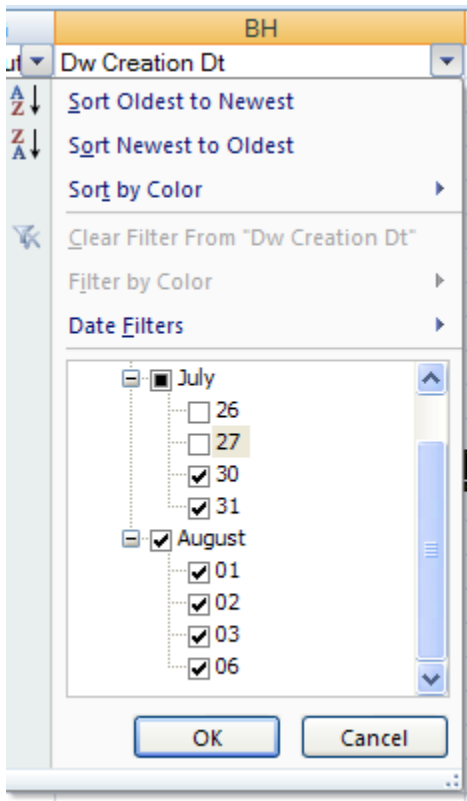 BH
Dw Creation Dt
Sort Oldest to Newest
Sort Newest to Oldest
Sort by Color
Clear Filter From "Dw Creation Dt"
Filter by Color
Date Filters
July
26
27
30
31
August
01
02
03
06
OK Cancel